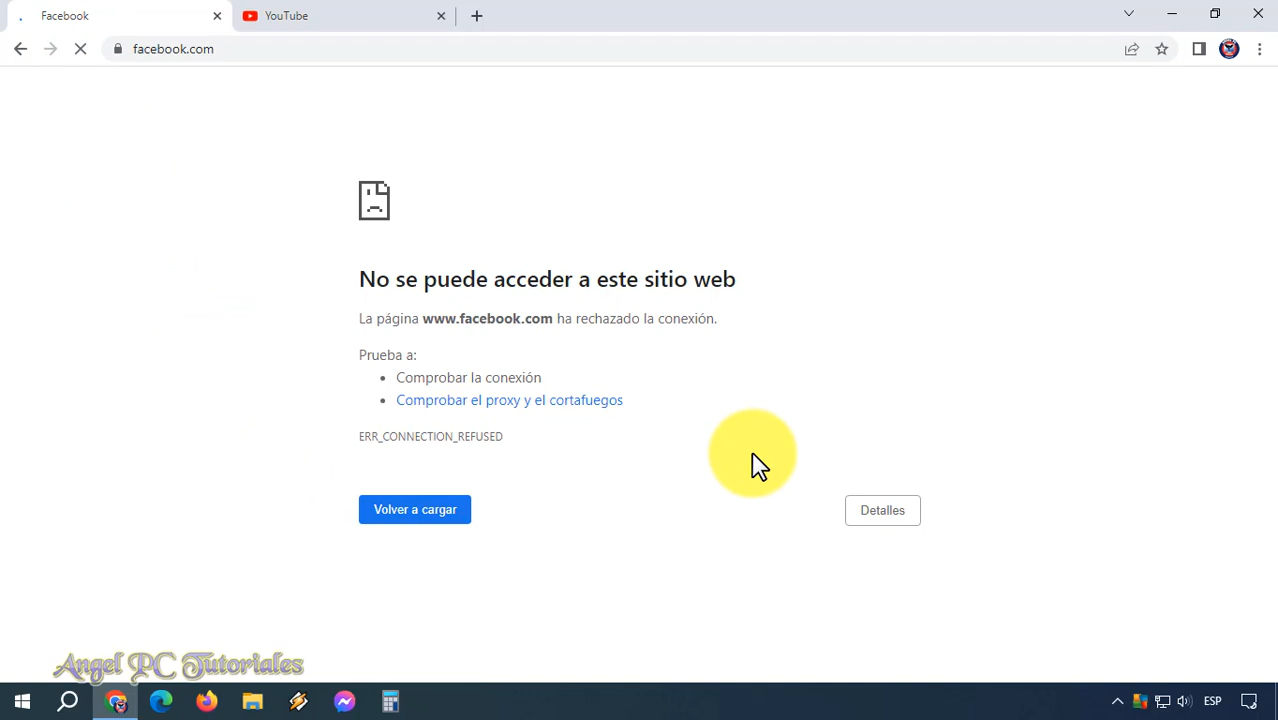 Facebook
YouTube
facebook.com
No se puede acceder a este sitio web
La página www.facebook.com ha rechazado la conexión.
Prueba a:
Comprobar la conexión
Comprobar el proxy y el cortafuegos
ERR_CONNECTION_REFUSED
Volver a cargar
Detalles
Angel PC Tutoriales
ESP